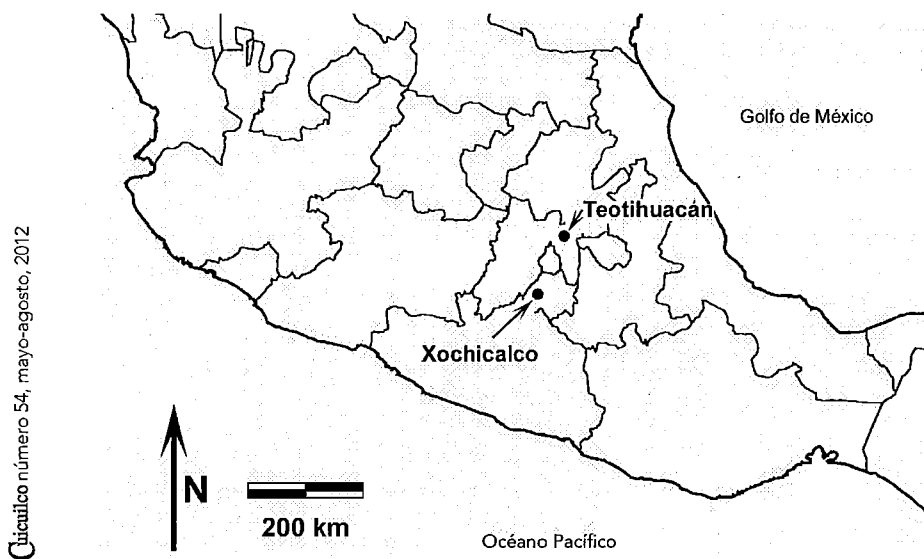 Golfo de México
Teotihuacán
Xochicalco
N
200 km
Océano Pacífico
Cuicuilco número 54, mayo-agosto, 2012